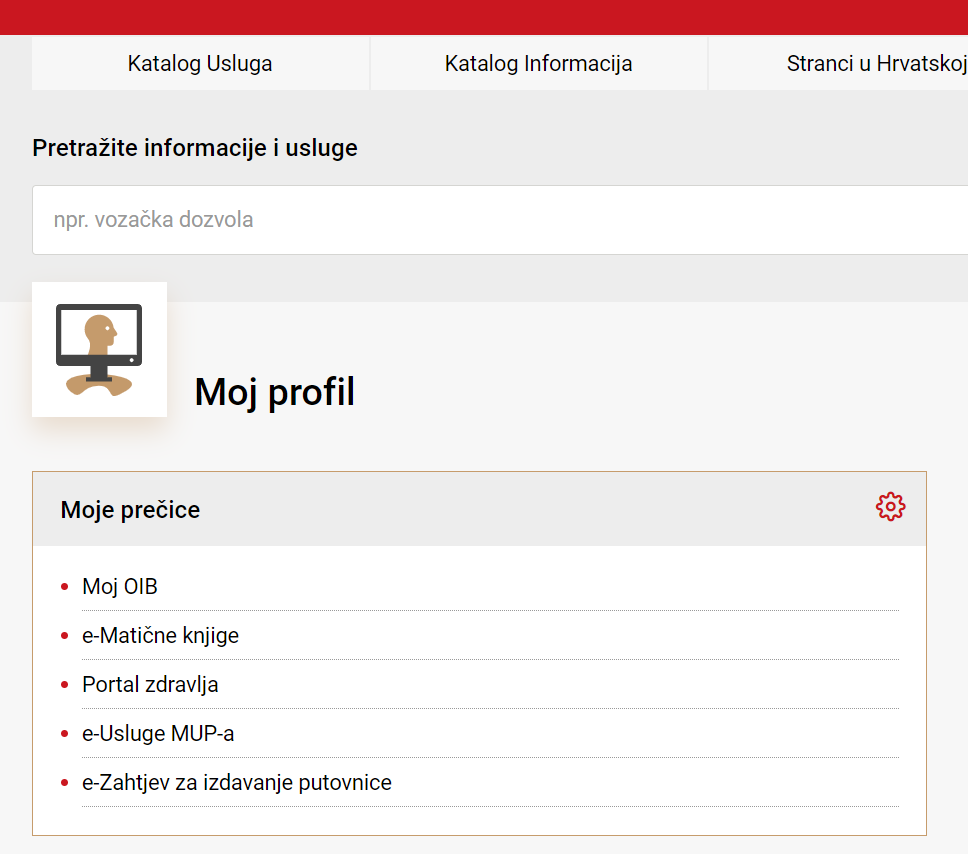 Katalog Usluga
Katalog Informacija
Stranci u Hrvatskoj
Pretražite informacije i usluge
npr. vozačka dozvola
Moj profil
Moje prečice
Moj OIB
e-Matične knjige
Portal zdravlja
e-Usluge MUP-a
e-Zahtjev za izdavanje putovnice